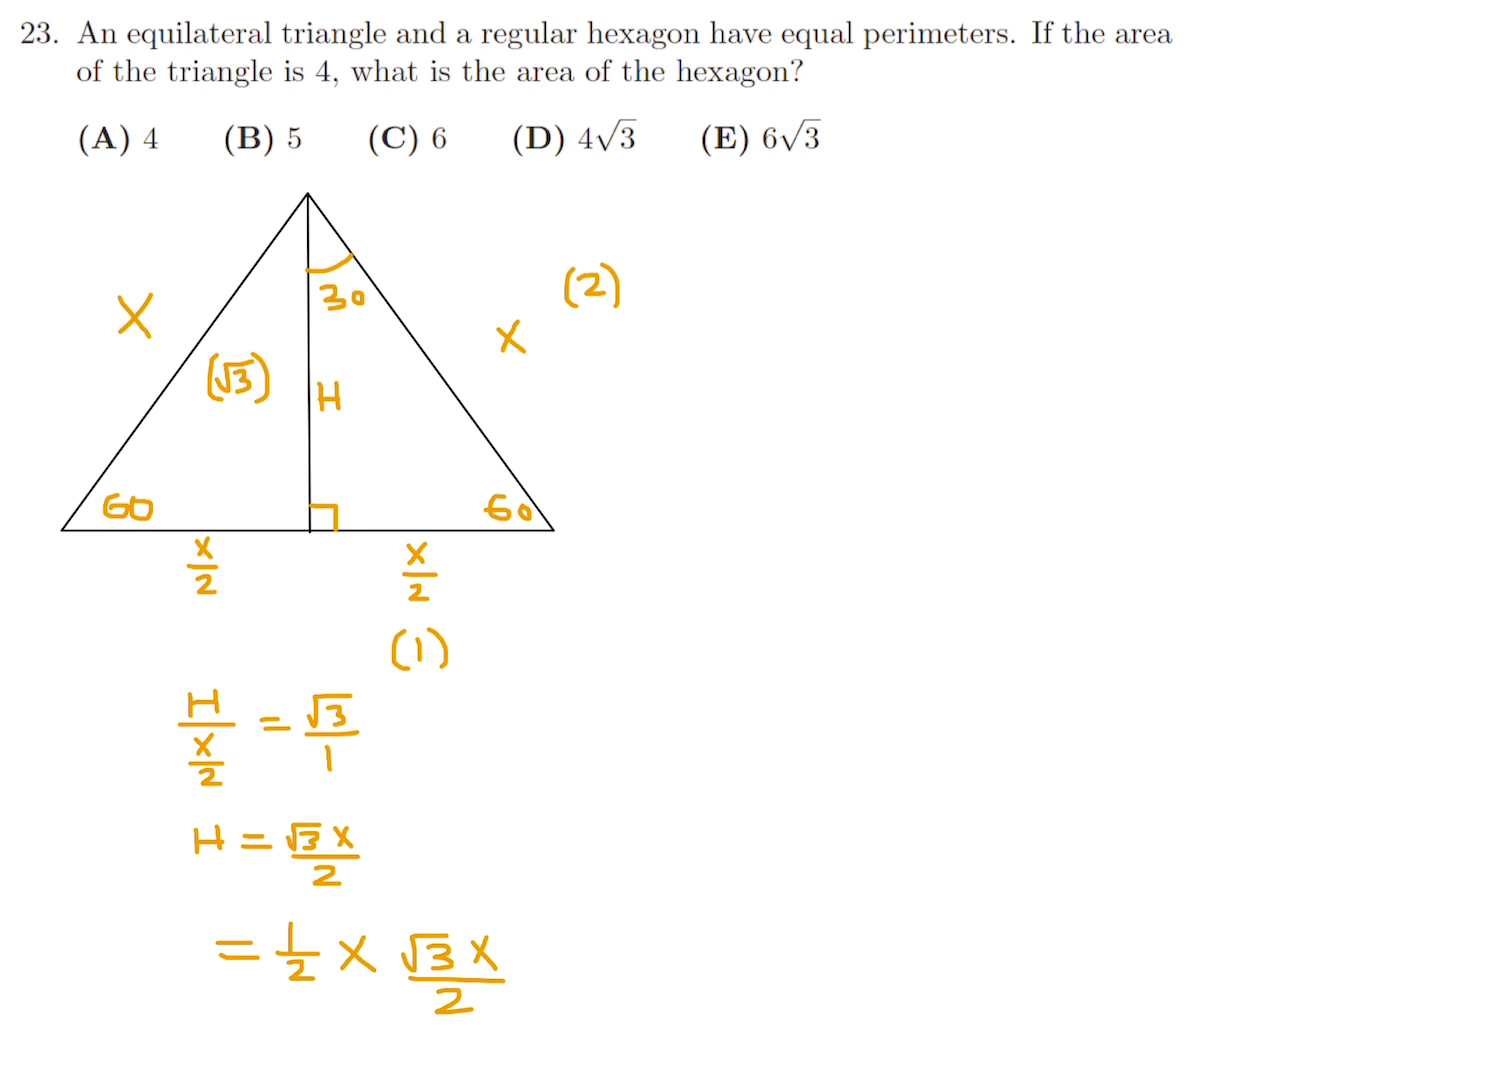 23. An equilateral triangle and a regular hexagon have equal perimeters. If the area
of the triangle is 4, what is the area of the hexagon?
(A) 4 (B) 5 (C) 6 (D) 4√3 (E) 6√3
30
(2)
X
x
(√3)
H
60
60
x/2
x/2
(1)
H/(x/2) = √3/1
H = √3x/2
= 1/2 x √3x/2